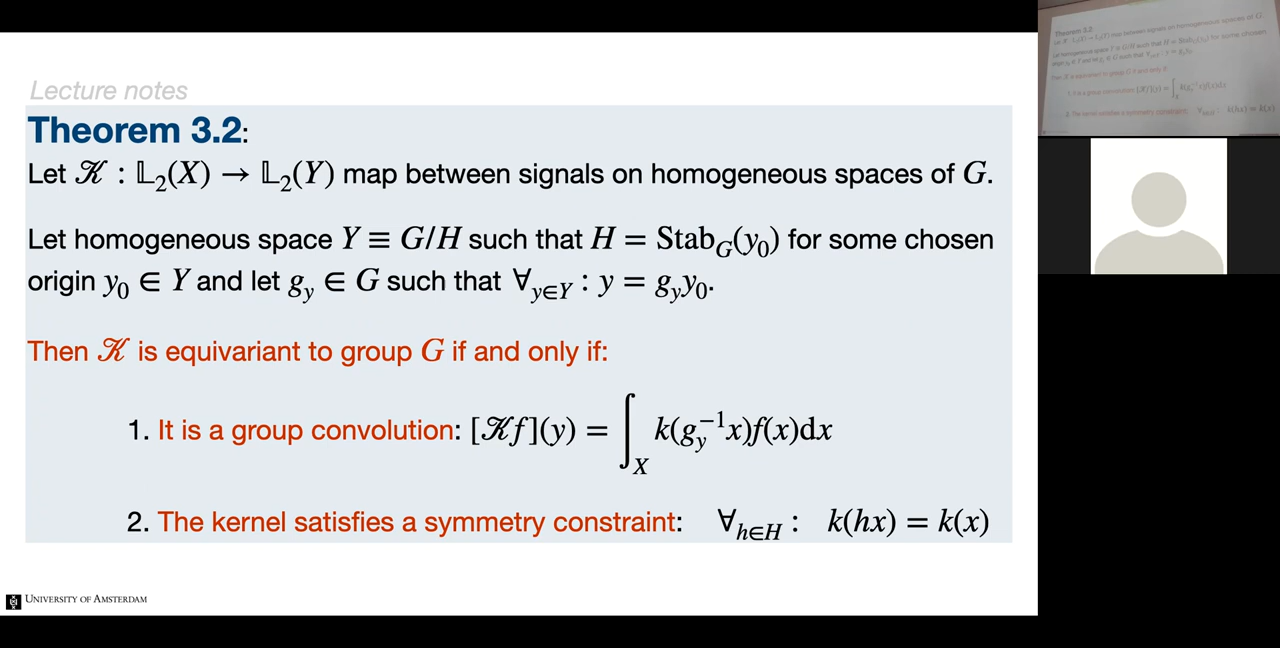 Lecture notes
Theorem 3.2:
Let 𝒦 : 𝕃₂(X) → 𝕃₂(Y) map between signals on homogeneous spaces of G.
Let homogeneous space Y ≡ G/H such that H = Stab_G(y₀) for some chosen
origin y₀ ∈ Y and let g_y ∈ G such that ∀_{y∈Y} : y = g_y y₀.
Then 𝒦 is equivariant to group G if and only if:
1. It is a group convolution: [𝒦f](y) = ∫_X k(g_y^{-1}x)f(x)dx
2. The kernel satisfies a symmetry constraint: ∀_{h∈H} : k(hx) = k(x)
UNIVERSITY OF AMSTERDAM
Theorem 3.2: